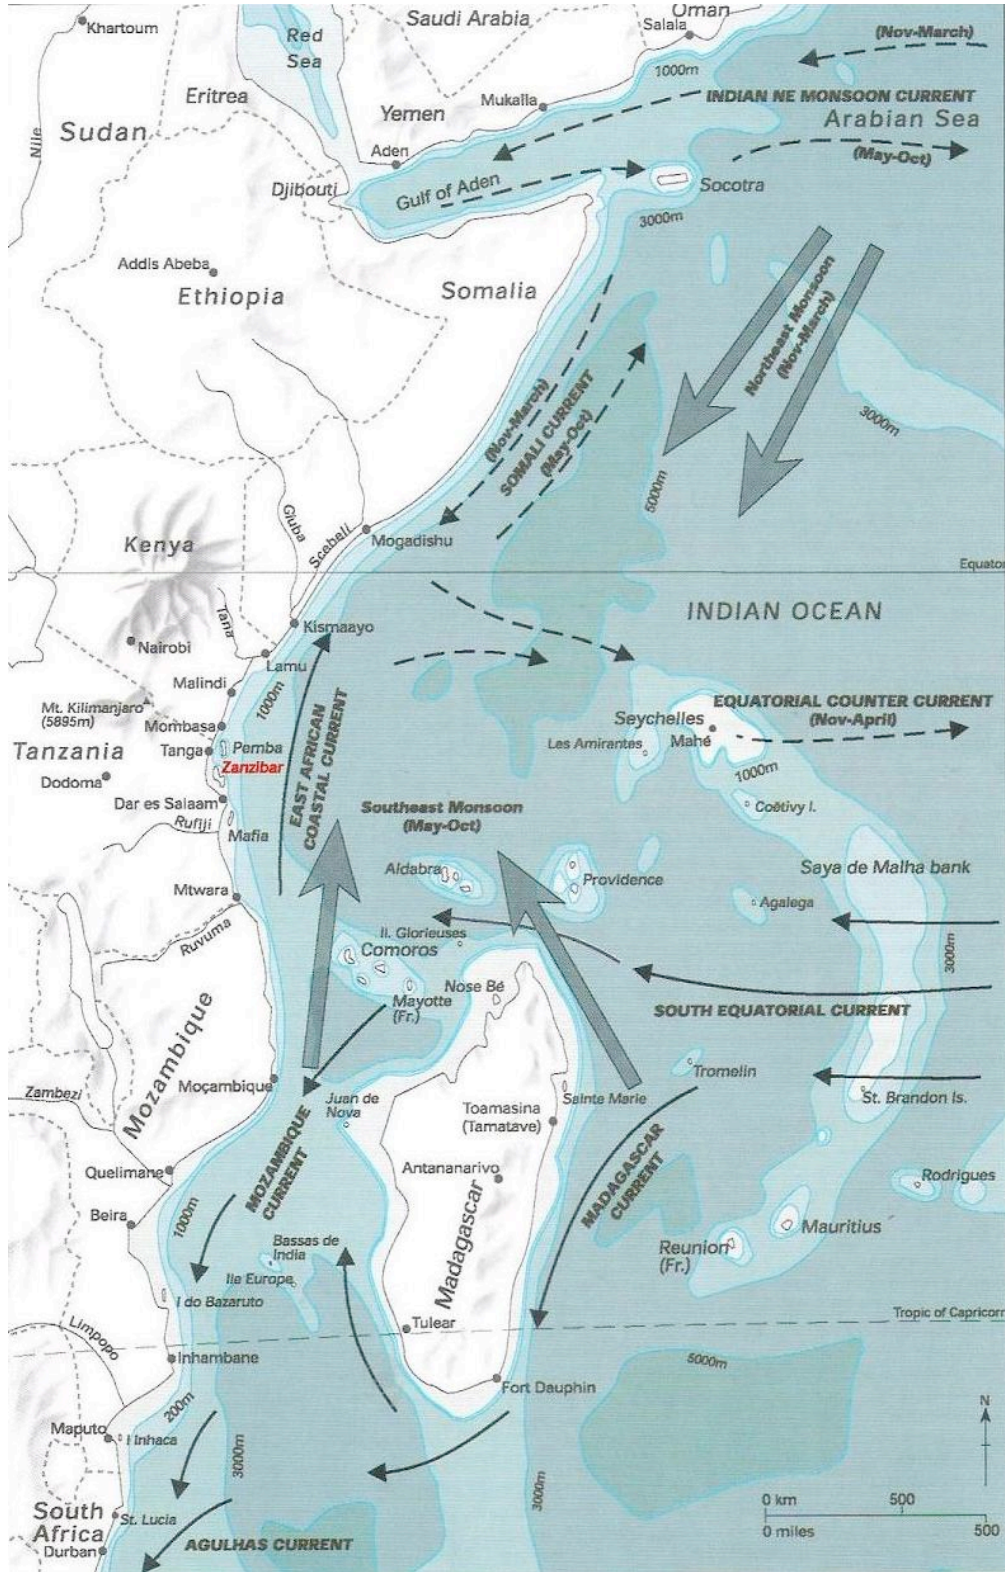 Oman
Saudi Arabia
Khartoum
Salala
(Nov-March)
Red
Sea
1000m
Eritrea
INDIAN NE MONSOON CURRENT
Mukalla
Yemen
Arabian Sea
Sudan
Nile
Aden
(May-Oct)
Djibouti
Gulf of Aden
Socotra
3000m
Addis Abeba
Ethiopia
Somalia
Northeast Monsoon
(Nov-March)
3000m
(Nov-March)
SOMALI CURRENT
(May-Oct)
5000m
Giuba
Scebeli
Mogadishu
Kenya
Equator
INDIAN OCEAN
Tana
Kismaayo
Nairobi
Lamu
Malindi
1000m
Mt. Kilimanjaro
(5895m)
EQUATORIAL COUNTER CURRENT
(Nov-April)
Mombasa
Seychelles
Mahé
Tanzania
Tanga
Pemba
Les Amirantes
Zanzibar
Dodoma
1000m
EAST AFRICAN
COASTAL CURRENT
Dar es Salaam
Southeast Monsoon
(May-Oct)
Coëtivy I.
Rufiji
Mafia
Aldabra
Saya de Malha bank
Providence
Mtwara
Agalega
Ruvuma
Il. Glorieuses
Comoros
3000m
Nose Bé
Mayotte
(Fr.)
SOUTH EQUATORIAL CURRENT
Mozambique
Moçambique
Tromelin
Zambezi
Juan de
Nova
Sainte Marie
St. Brandon Is.
Toamasina
(Tamatave)
MOZAMBIQUE
CURRENT
MADAGASCAR
CURRENT
Quelimane
Antananarivo
Rodrigues
1000m
Beira
Madagascar
Mauritius
Bassas de
India
Reunion
(Fr.)
Ile Europe
I do Bazaruto
Tropic of Capricorn
Limpopo
Tulear
Inhambane
5000m
Fort Dauphin
200m
N
Maputo
I Inhaca
3000m
3000m
South
Africa
St. Lucia
0 km 500
0 miles 500
Durban
AGULHAS CURRENT